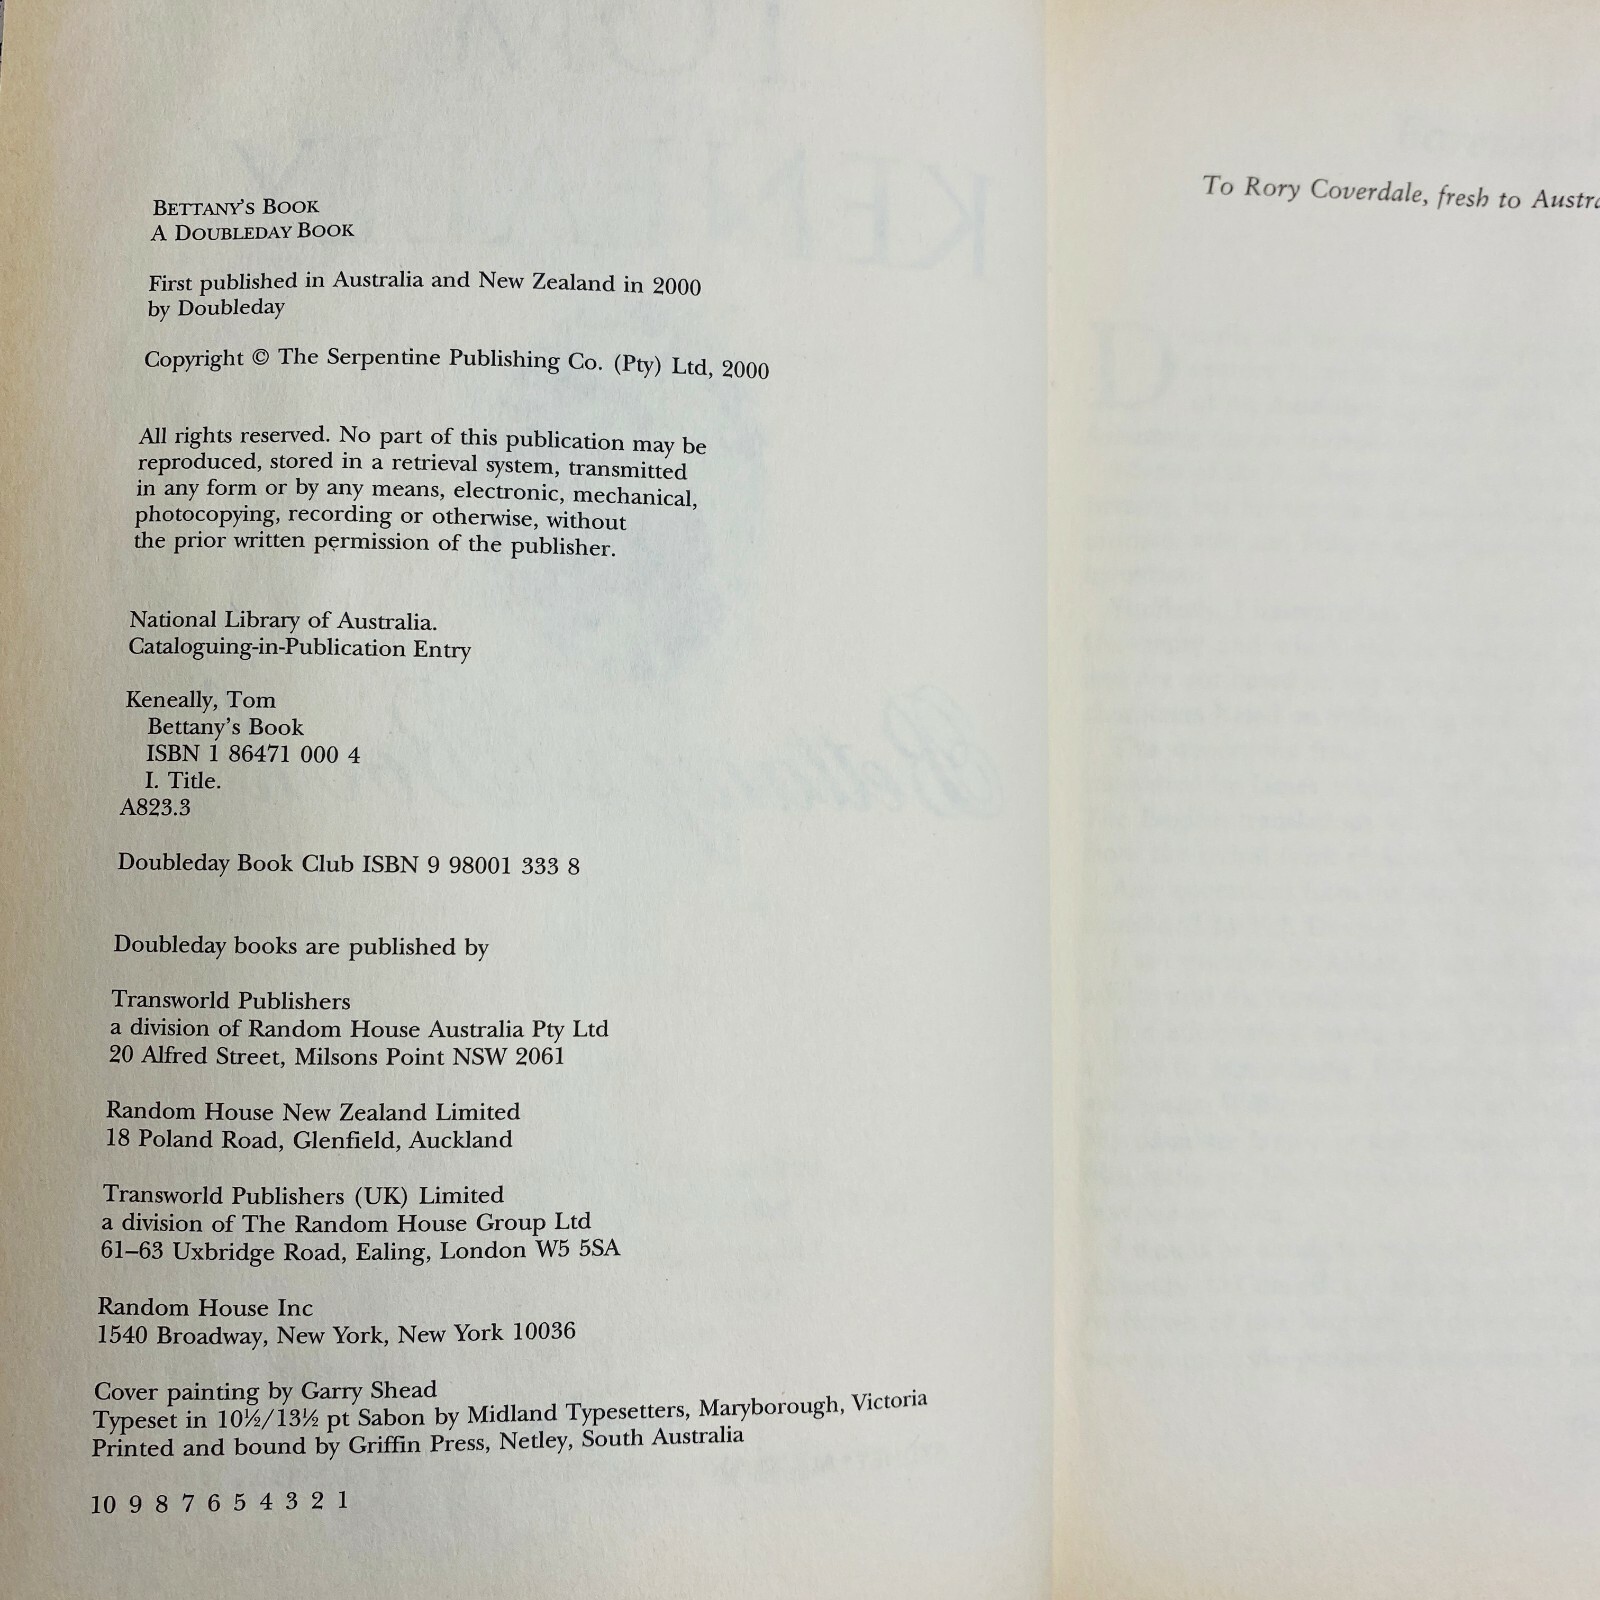 BETTANY'S BOOK
A DOUBLEDAY BOOK
First published in Australia and New Zealand in 2000
by Doubleday
Copyright © The Serpentine Publishing Co. (Pty) Ltd, 2000
All rights reserved. No part of this publication may be
reproduced, stored in a retrieval system, transmitted
in any form or by any means, electronic, mechanical,
photocopying, recording or otherwise, without
the prior written permission of the publisher.
National Library of Australia.
Cataloguing-in-Publication Entry
Keneally, Tom
Bettany's Book
ISBN 1 86471 000 4
I. Title.
A823.3
Doubleday Book Club ISBN 9 98001 333 8
Doubleday books are published by
Transworld Publishers
a division of Random House Australia Pty Ltd
20 Alfred Street, Milsons Point NSW 2061
Random House New Zealand Limited
18 Poland Road, Glenfield, Auckland
Transworld Publishers (UK) Limited
a division of The Random House Group Ltd
61–63 Uxbridge Road, Ealing, London W5 5SA
Random House Inc
1540 Broadway, New York, New York 10036
Cover painting by Garry Shead
Typeset in 10½/13½ pt Sabon by Midland Typesetters, Maryborough, Victoria
Printed and bound by Griffin Press, Netley, South Australia
10 9 8 7 6 5 4 3 2 1
To Rory Coverdale, fresh to Austra